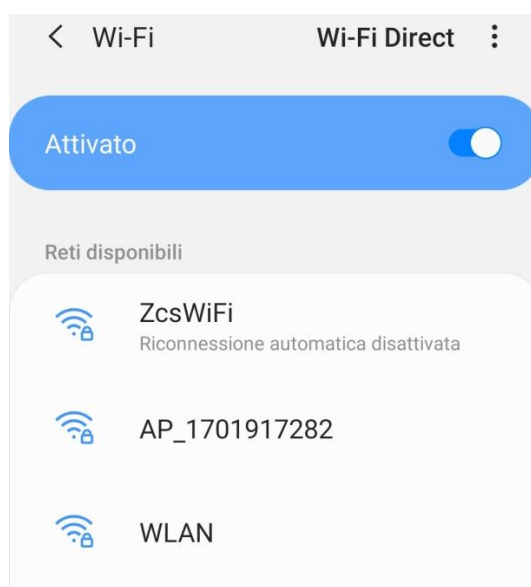 Wi-Fi Wi-Fi Direct
Attivato
Reti disponibili
ZcsWiFi
Riconnessione automatica disattivata
AP_1701917282
WLAN